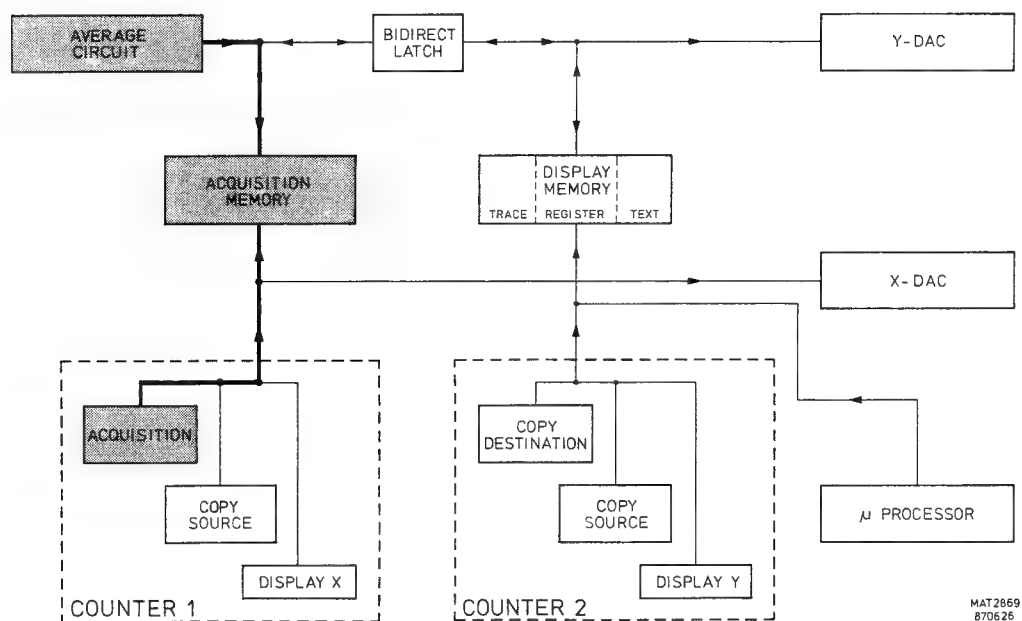 AVERAGE
CIRCUIT
BIDIRECT
LATCH
Y-DAC
ACQUISITION
MEMORY
DISPLAY
MEMORY
TRACE REGISTER TEXT
X-DAC
ACQUISITION
COPY
SOURCE
DISPLAY X
COUNTER 1
COPY
DESTINATION
COPY
SOURCE
DISPLAY Y
COUNTER 2
µ PROCESSOR
MAT2869
870626